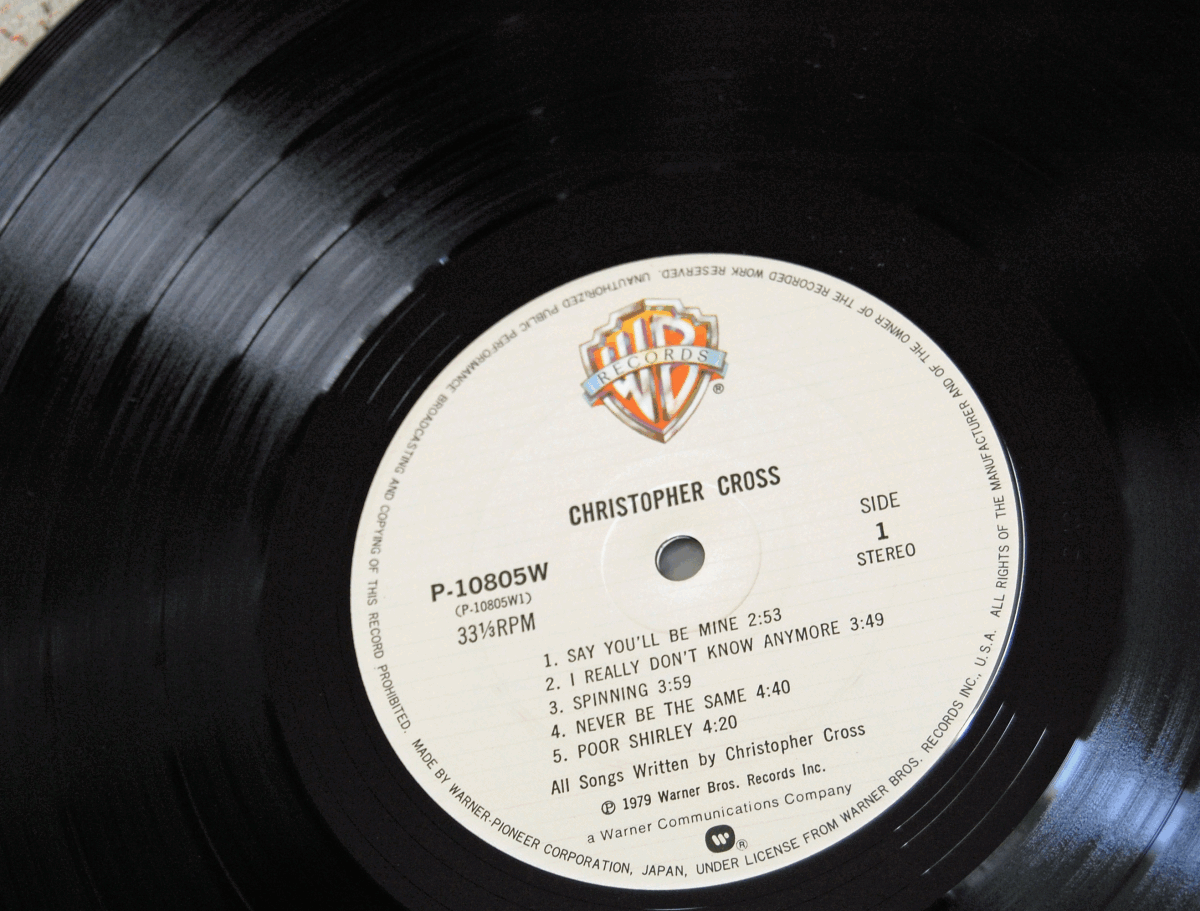 WB
RECORDS
®
CHRISTOPHER CROSS
SIDE
1
STEREO
P-10805W
(P-10805W1)
33⅓RPM
1. SAY YOU'LL BE MINE 2:53
2. I REALLY DON'T KNOW ANYMORE 3:49
3. SPINNING 3:59
4. NEVER BE THE SAME 4:40
5. POOR SHIRLEY 4:20
All Songs Written by Christopher Cross
℗ 1979 Warner Bros. Records Inc.
a Warner Communications Company
W ®
MADE BY WARNER-PIONEER CORPORATION, JAPAN, UNDER LICENSE FROM WARNER BROS. RECORDS INC., U.S.A. ALL RIGHTS OF THE MANUFACTURER AND OF THE OWNER OF THE RECORDED WORK RESERVED. UNAUTHORIZED PUBLIC PERFORMANCE BROADCASTING AND COPYING OF THIS RECORD PROHIBITED.